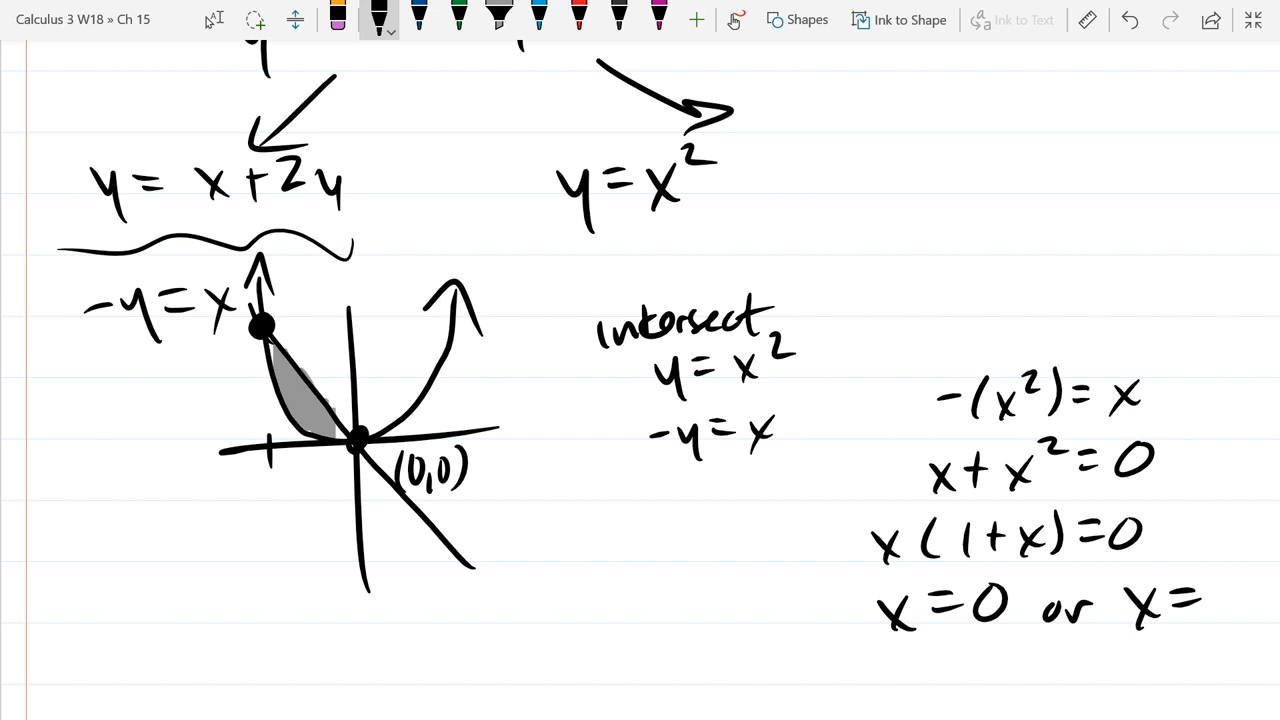 Calculus 3 W18 » Ch 15
Shapes
Ink to Shape
Ink to Text
y = x + 2y
y = x²
-y = x
(0,0)
intersect
y = x²
-y = x
-(x²) = x
x + x² = 0
x(1+x) = 0
x = 0 or x =